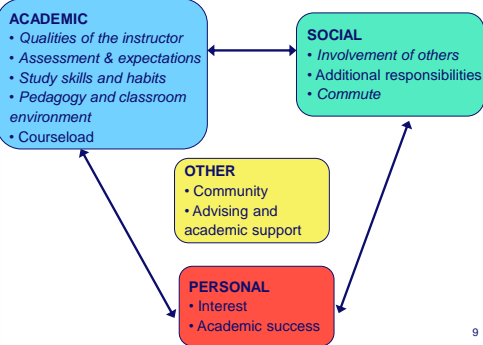 ACADEMIC
• Qualities of the instructor
• Assessment & expectations
• Study skills and habits
• Pedagogy and classroom
environment
• Courseload
SOCIAL
• Involvement of others
• Additional responsibilities
• Commute
OTHER
• Community
• Advising and
academic support
PERSONAL
• Interest
• Academic success
9